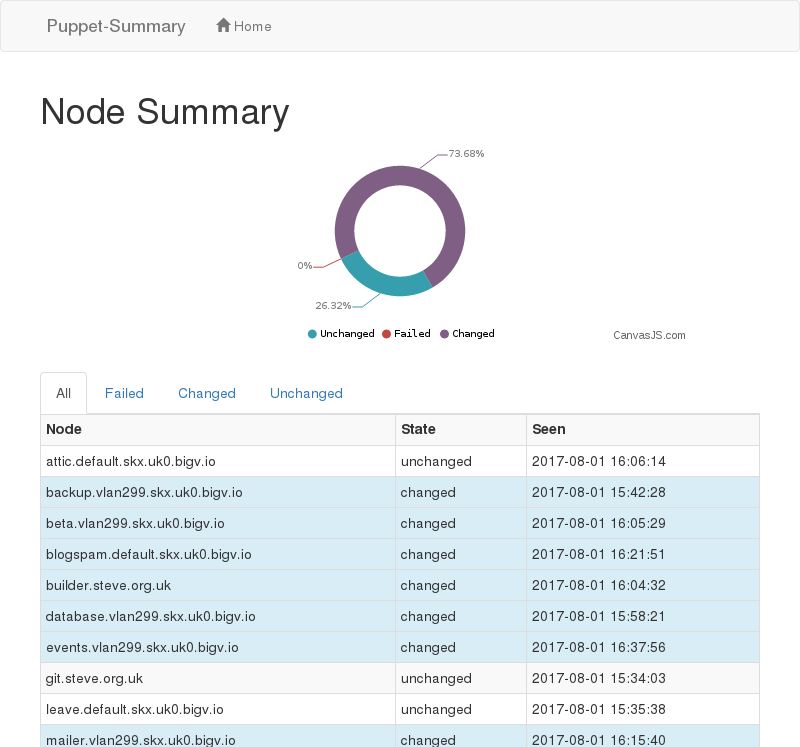 Puppet-Summary Home
Node Summary
73.68%
0%
26.32%
Unchanged Failed Changed
CanvasJS.com
All Failed Changed Unchanged
Node State Seen
attic.default.skx.uk0.bigv.io unchanged 2017-08-01 16:06:14
backup.vlan299.skx.uk0.bigv.io changed 2017-08-01 15:42:28
beta.vlan299.skx.uk0.bigv.io changed 2017-08-01 16:05:29
blogspam.default.skx.uk0.bigv.io changed 2017-08-01 16:21:51
builder.steve.org.uk changed 2017-08-01 16:04:32
database.vlan299.skx.uk0.bigv.io changed 2017-08-01 15:58:21
events.vlan299.skx.uk0.bigv.io changed 2017-08-01 16:37:56
git.steve.org.uk unchanged 2017-08-01 15:34:03
leave.default.skx.uk0.bigv.io unchanged 2017-08-01 15:35:38
mailer.vlan299.skx.uk0.bigv.io changed 2017-08-01 16:15:40